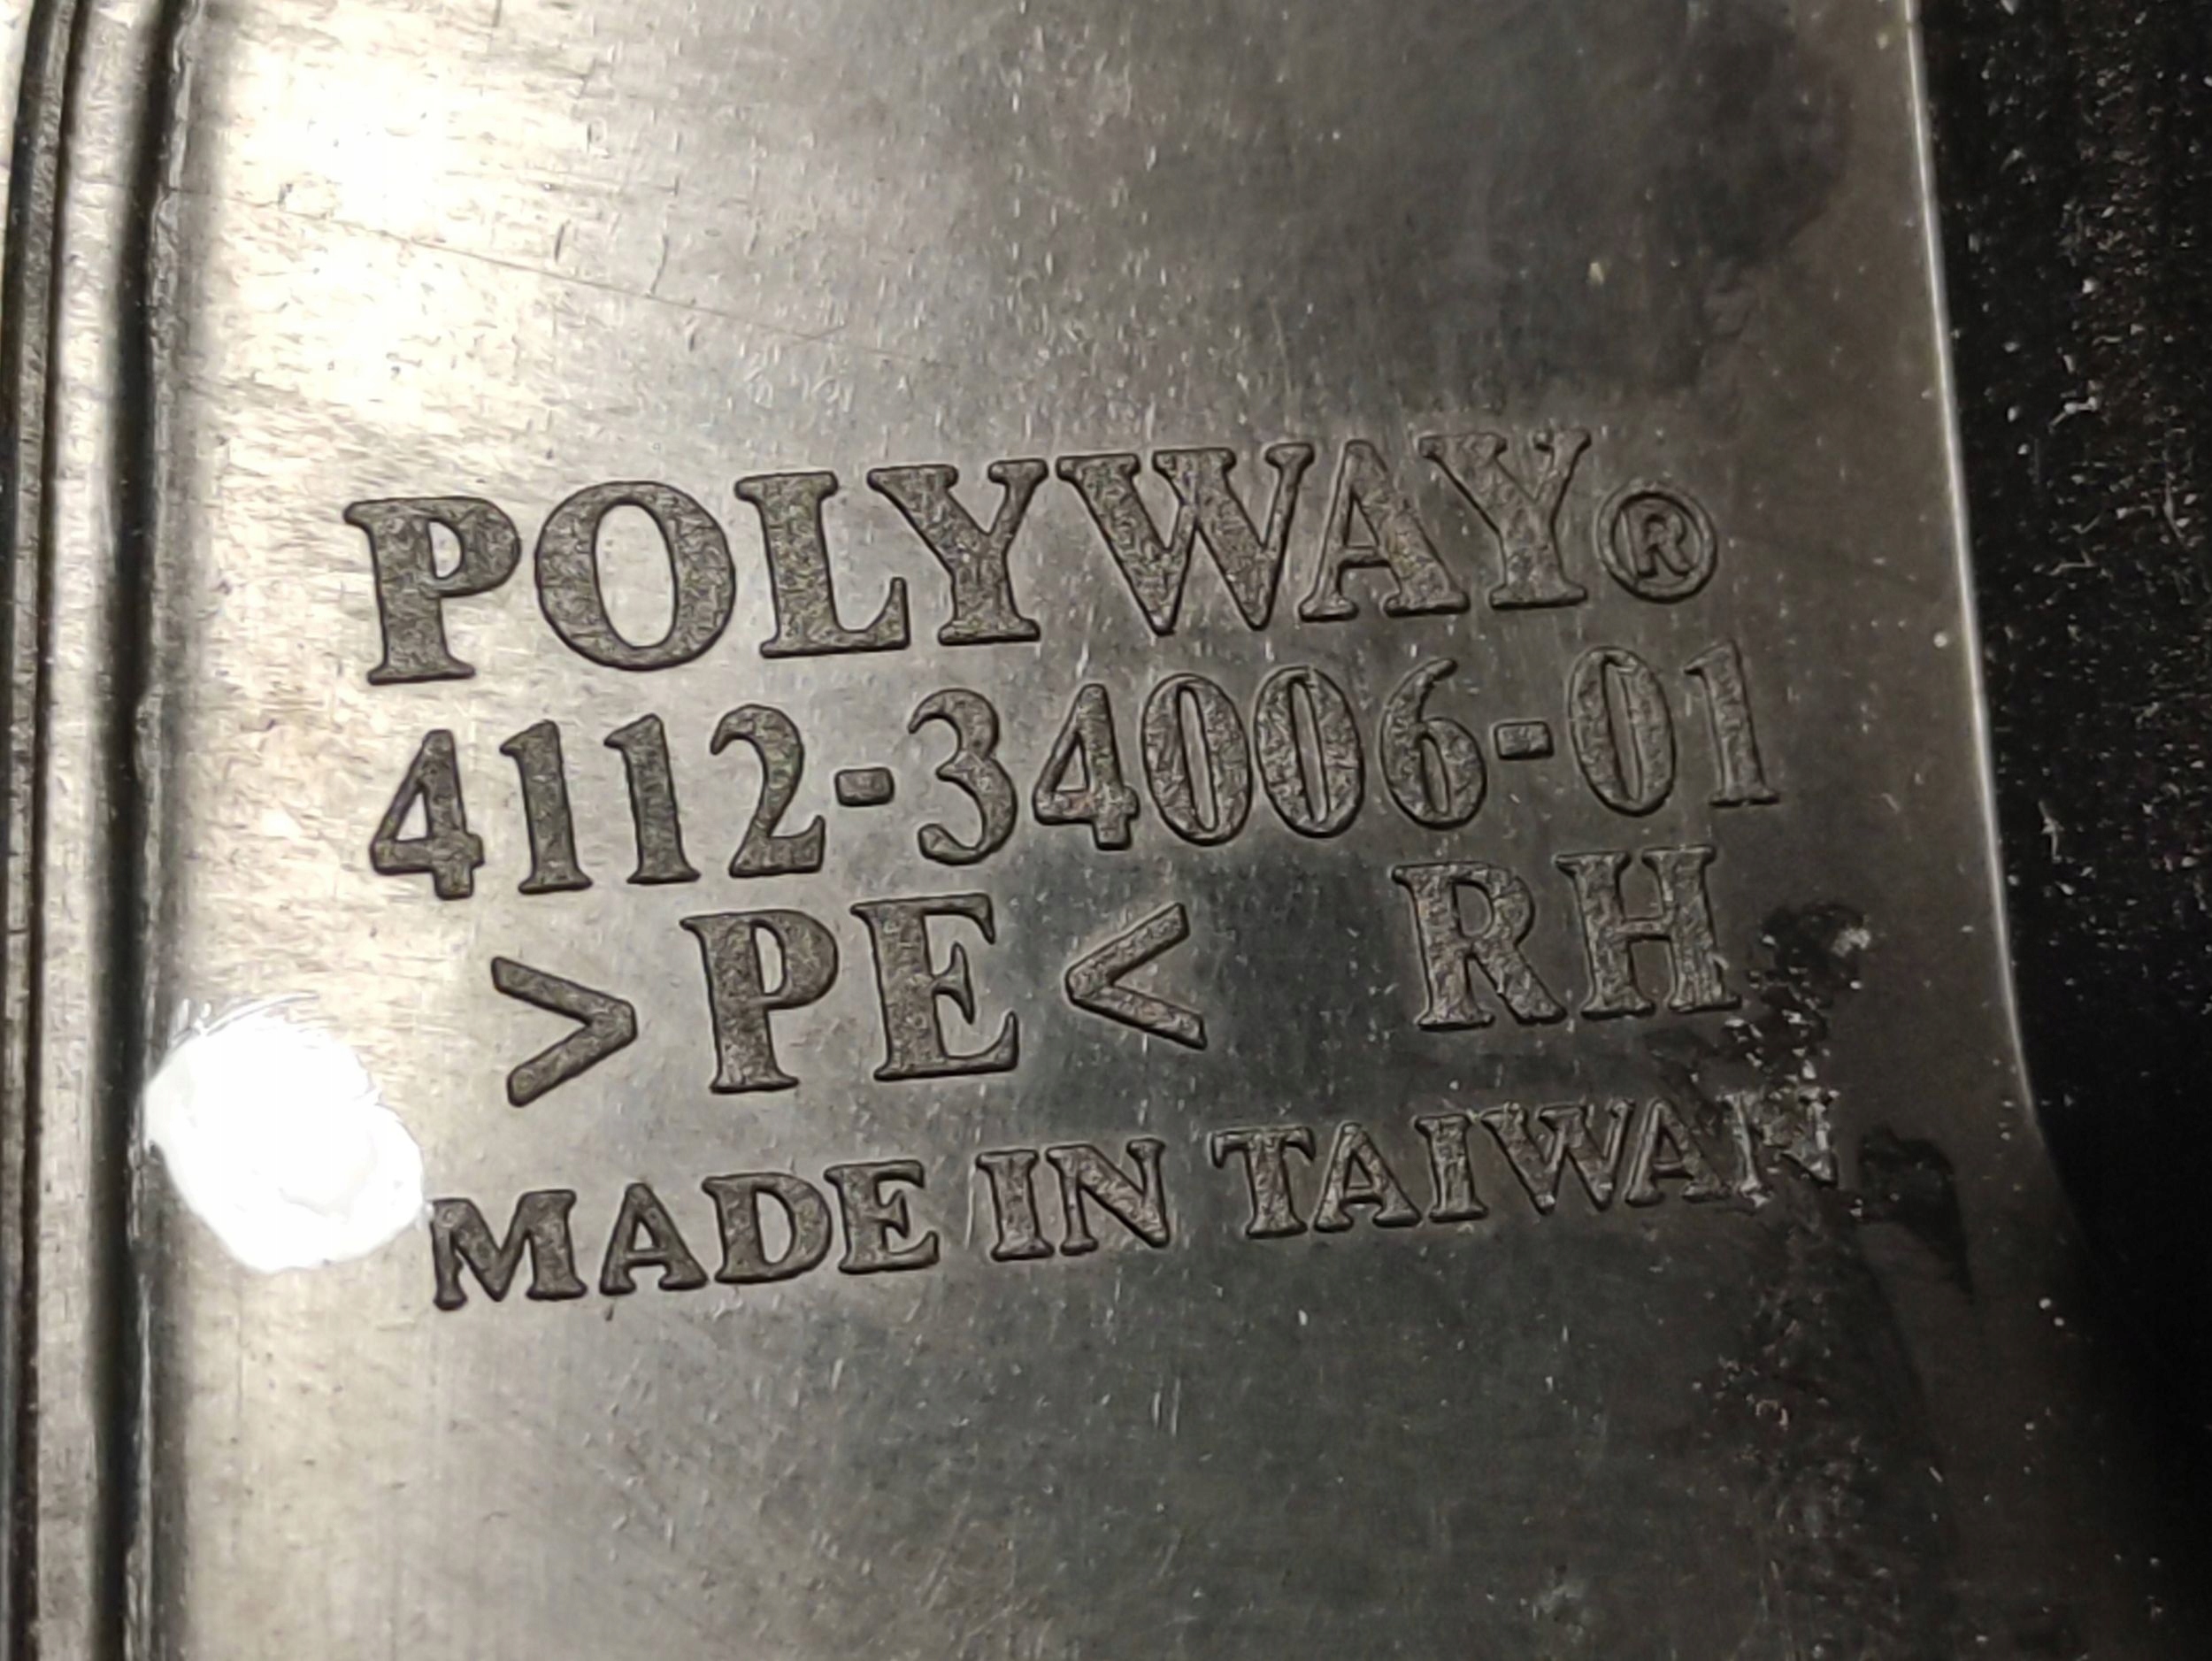 POLYWAY®
4112-34006-01
>PE< RH
MADE IN TAIWAN